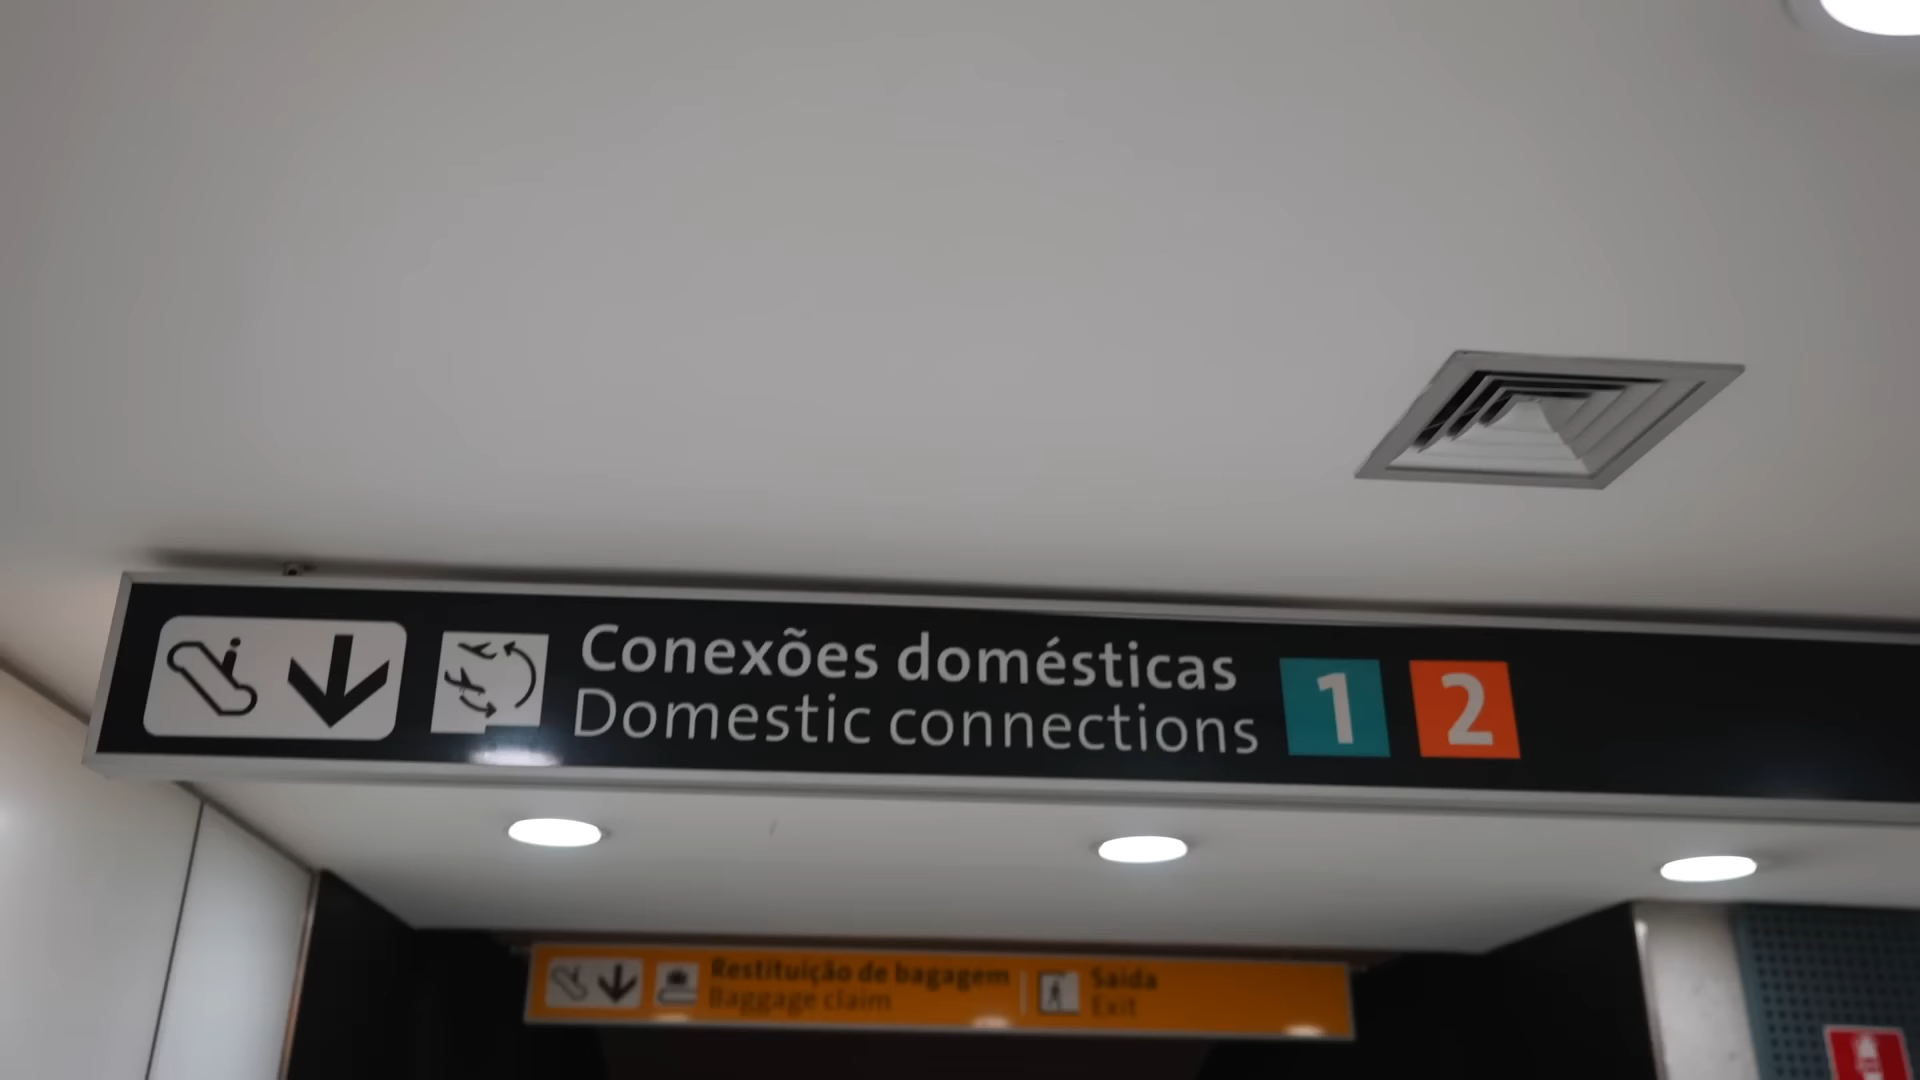 Conexões domésticas
Domestic connections
1 2
Restituição de bagagem
Baggage claim
Saída
Exit